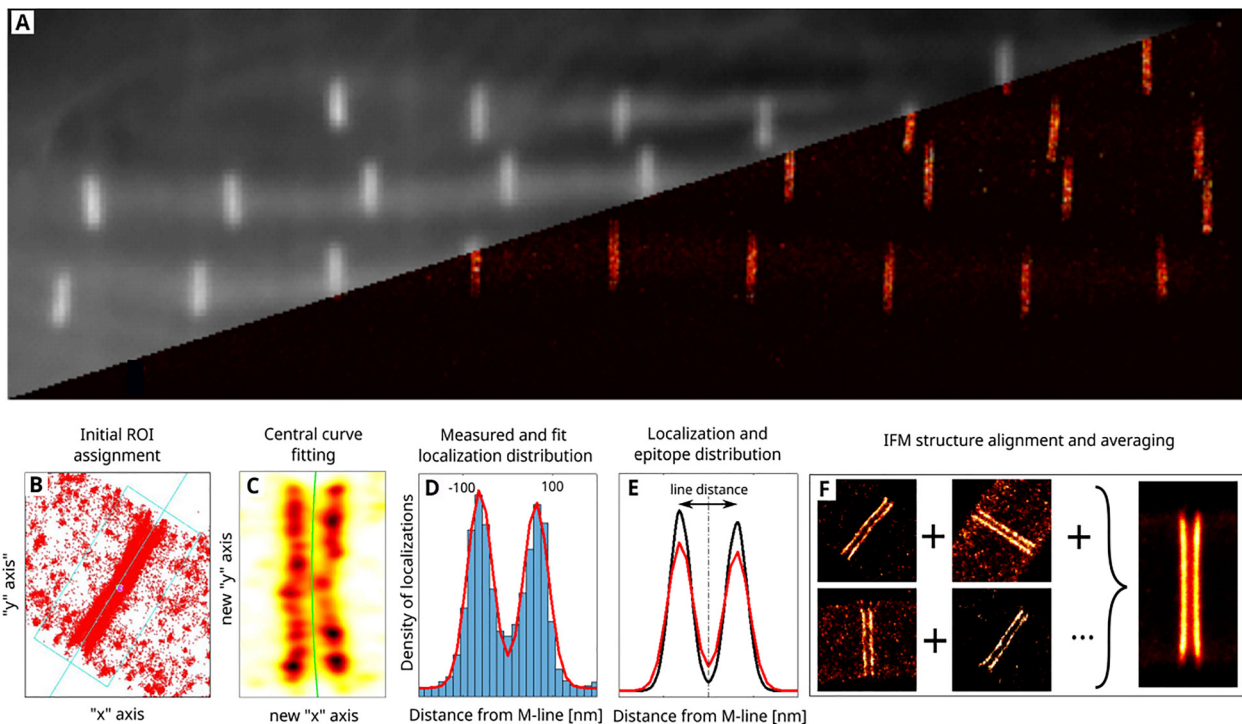 A
Initial ROI
assignment
Central curve
fitting
Measured and fit
localization distribution
Localization and
epitope distribution
IFM structure alignment and averaging
B
"y" axis"
"x" axis
C
new "y" axis
new "x" axis
D
-100
100
Density of localizations
Distance from M-line [nm]
E
line distance
Distance from M-line [nm]
F
+
+
+
...